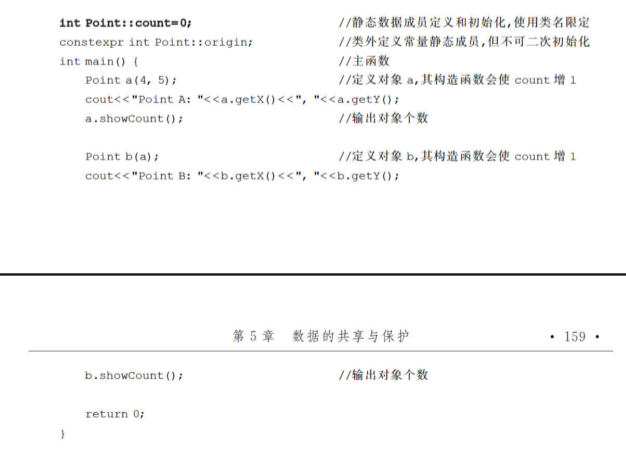 int Point::count=0; //静态数据成员定义和初始化,使用类名限定
constexpr int Point::origin; //类外定义常量静态成员,但不可二次初始化
int main() { //主函数
Point a(4, 5); //定义对象 a,其构造函数会使 count 增 1
cout<<"Point A: "<<a.getX()<<", "<<a.getY();
a.showCount(); //输出对象个数
Point b(a); //定义对象 b,其构造函数会使 count 增 1
cout<<"Point B: "<<b.getX()<<", "<<b.getY();
第 5 章 数据的共享与保护 • 159 •
b.showCount(); //输出对象个数
return 0;
}